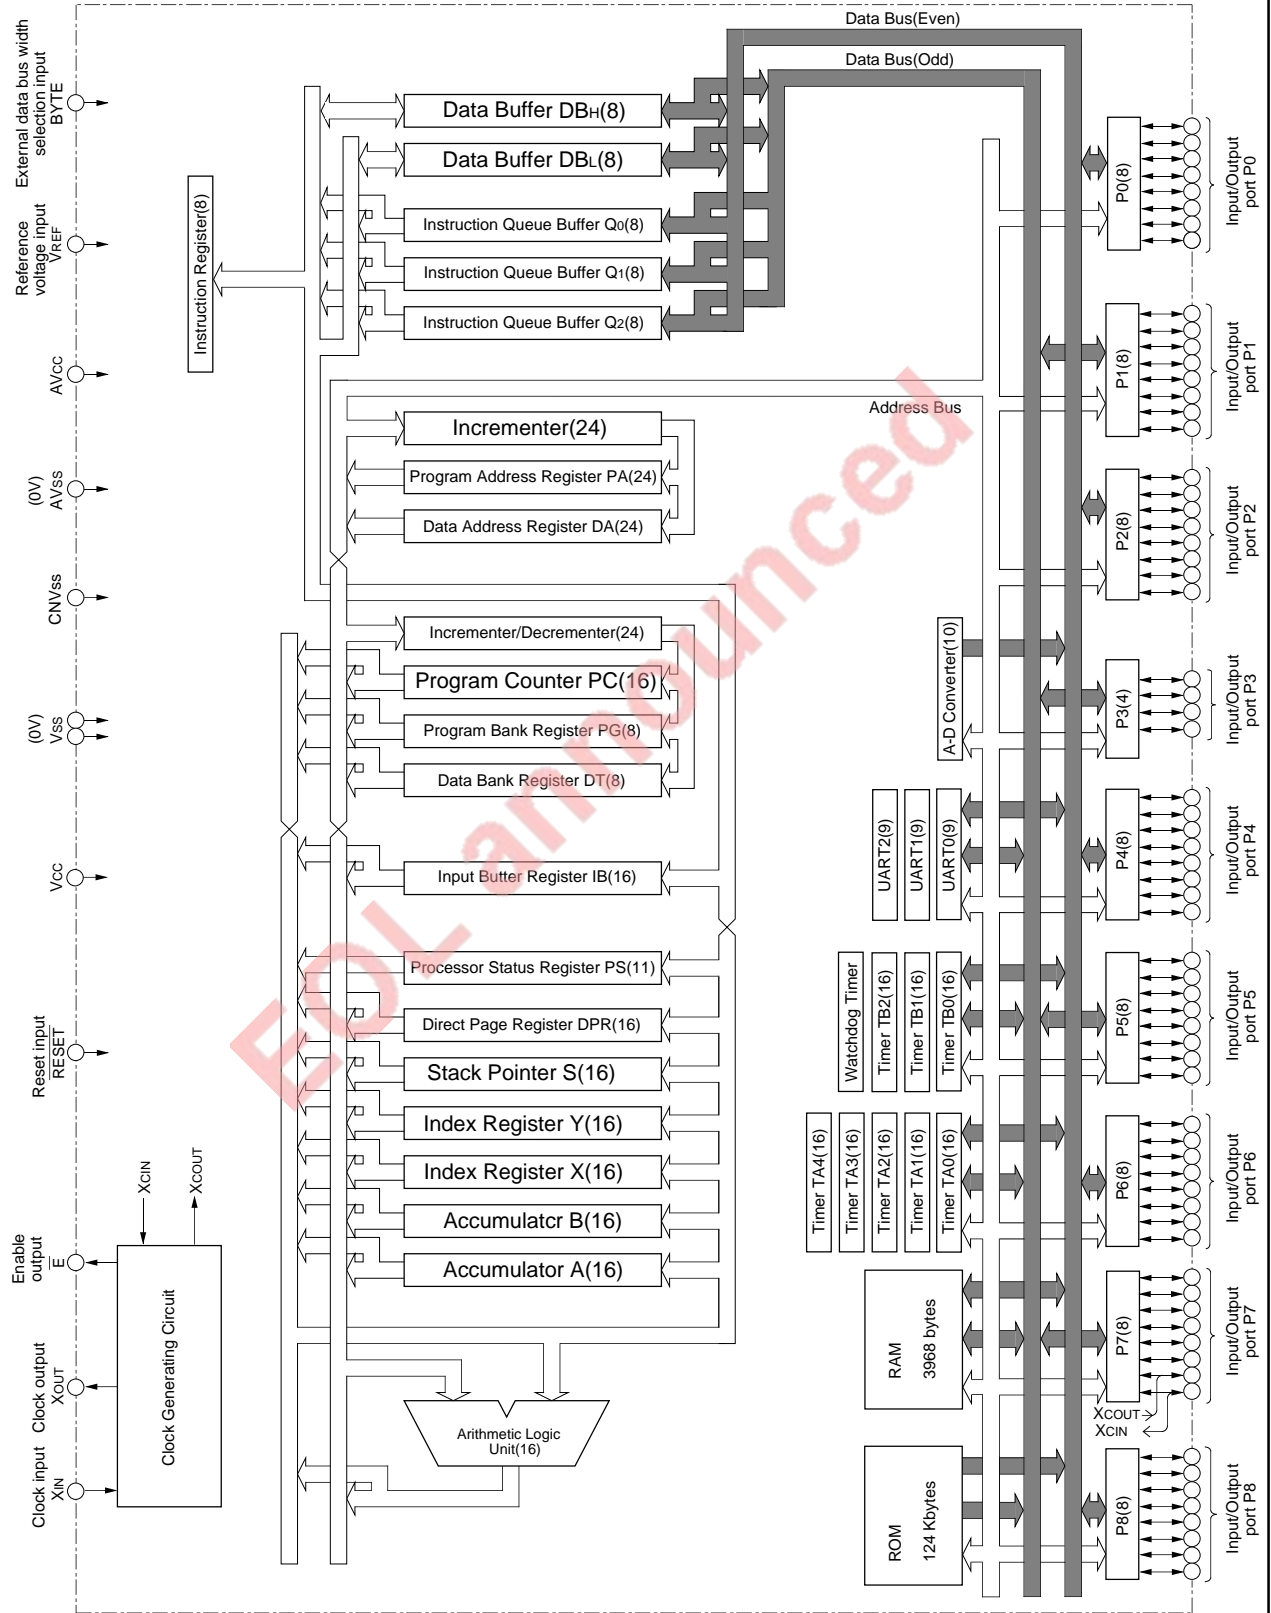 Data Bus(Even)
Data Bus(Odd)
External data bus width
selection input
BYTE
Reference
voltage input
VREF
AVCC
(0V)
AVSS
CNVSS
(0V)
VSS
VCC
Reset input
RESET
Enable
output
E
Clock output
XOUT
Clock input
XIN
XCIN
XCOUT
Clock Generating Circuit
Instruction Register(8)
Data Buffer DBH(8)
Data Buffer DBL(8)
Instruction Queue Buffer Q0(8)
Instruction Queue Buffer Q1(8)
Instruction Queue Buffer Q2(8)
Address Bus
Incrementer(24)
Program Address Register PA(24)
Data Address Register DA(24)
Incrementer/Decrementer(24)
Program Counter PC(16)
Program Bank Register PG(8)
Data Bank Register DT(8)
Input Butter Register IB(16)
Processor Status Register PS(11)
Direct Page Register DPR(16)
Stack Pointer S(16)
Index Register Y(16)
Index Register X(16)
Accumulatcr B(16)
Accumulator A(16)
Arithmetic Logic
Unit(16)
A-D Converter(10)
UART2(9)
UART1(9)
UART0(9)
Watchdog Timer
Timer TB2(16)
Timer TB1(16)
Timer TB0(16)
Timer TA4(16)
Timer TA3(16)
Timer TA2(16)
Timer TA1(16)
Timer TA0(16)
RAM
3968 bytes
ROM
124 Kbytes
P0(8)
Input/Output
port P0
P1(8)
Input/Output
port P1
P2(8)
Input/Output
port P2
P3(4)
Input/Output
port P3
P4(8)
Input/Output
port P4
P5(8)
Input/Output
port P5
P6(8)
Input/Output
port P6
P7(8)
Input/Output
port P7
XCOUT
XCIN
P8(8)
Input/Output
port P8
EOL announced